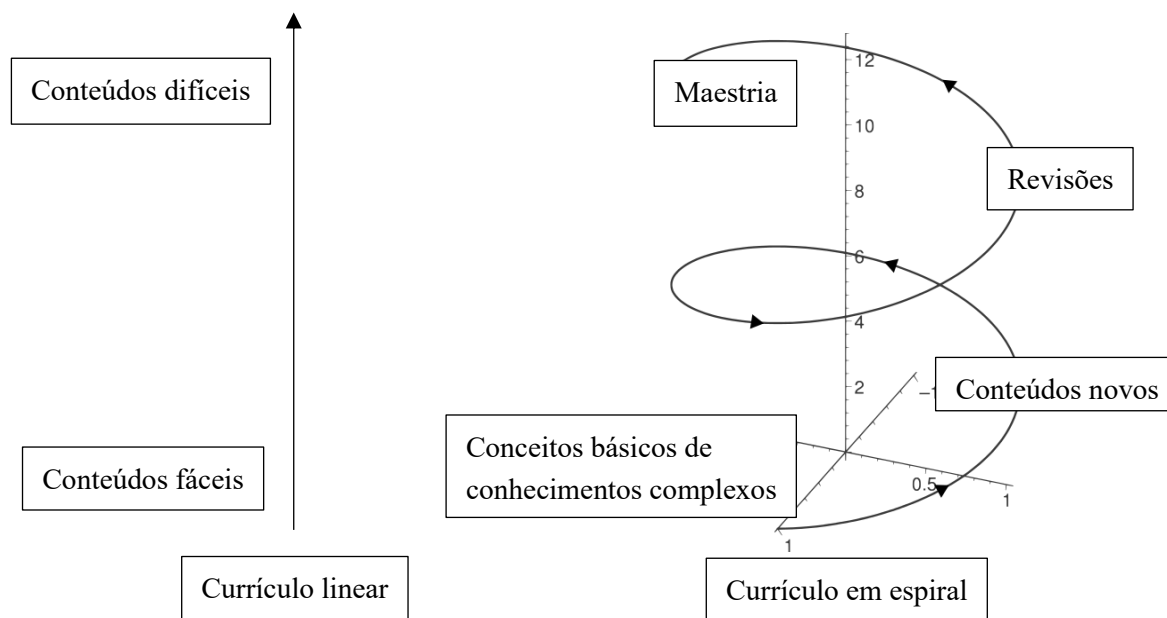 Conteúdos difíceis
Conteúdos fáceis
Currículo linear
12
Maestria
10
Revisões
8
6
4
2
–1
Conteúdos novos
Conceitos básicos de
conhecimentos complexos
0.5
1
1
Currículo em espiral